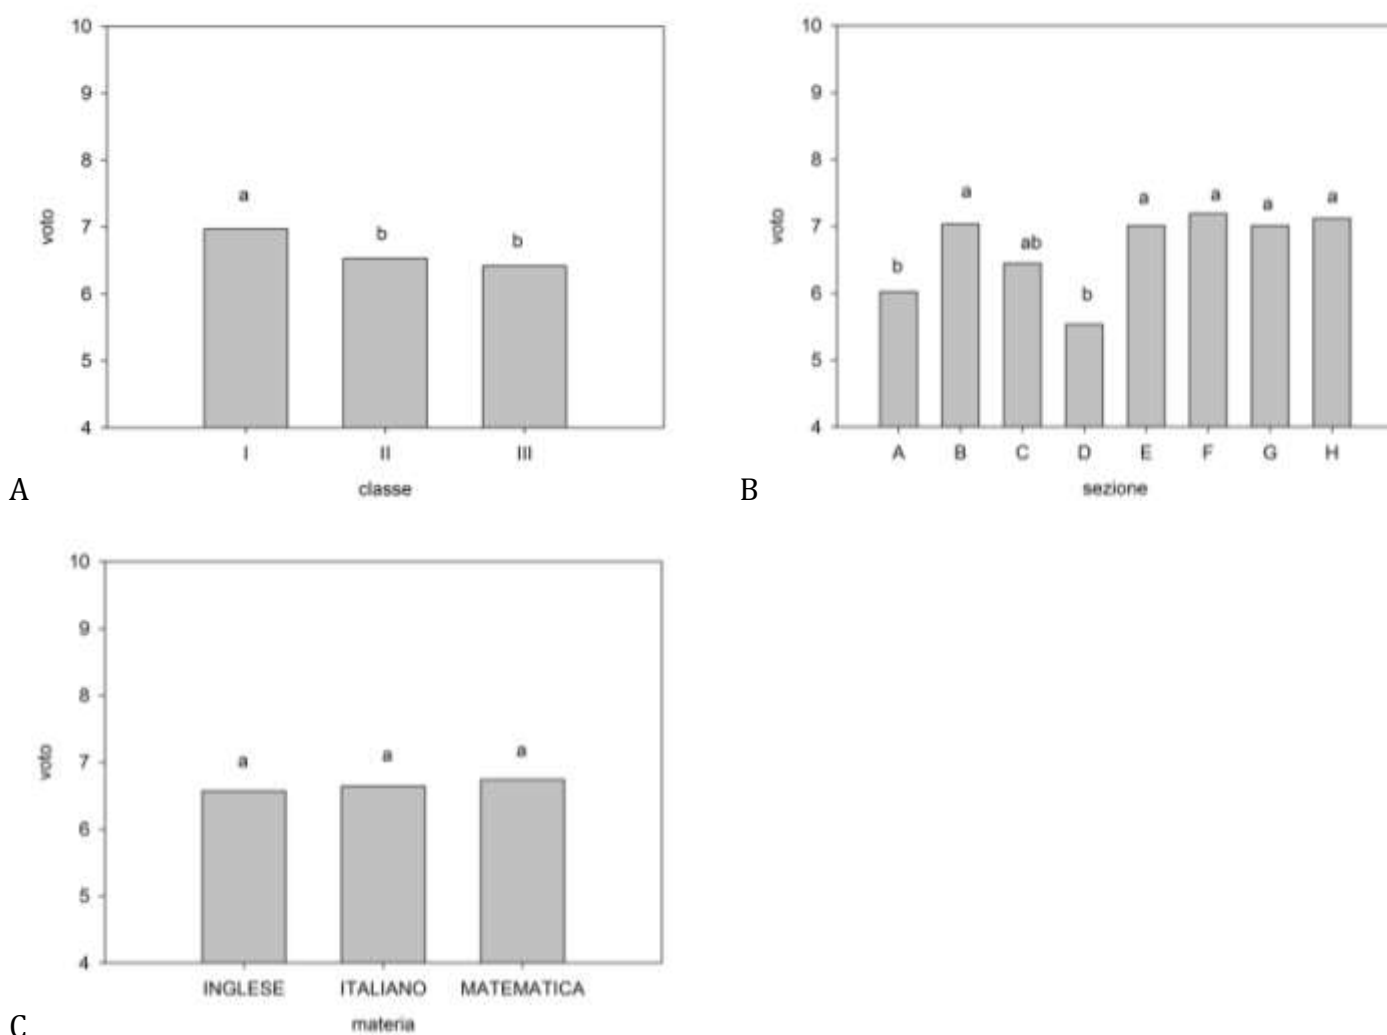 10
9
8
7
6
5
4
voto
a
b
b
I
II
III
classe
A
10
9
8
7
6
5
4
voto
b
a
ab
b
a
a
a
a
A
B
C
D
E
F
G
H
sezione
B
10
9
8
7
6
5
4
voto
a
a
a
INGLESE
ITALIANO
MATEMATICA
materia
C